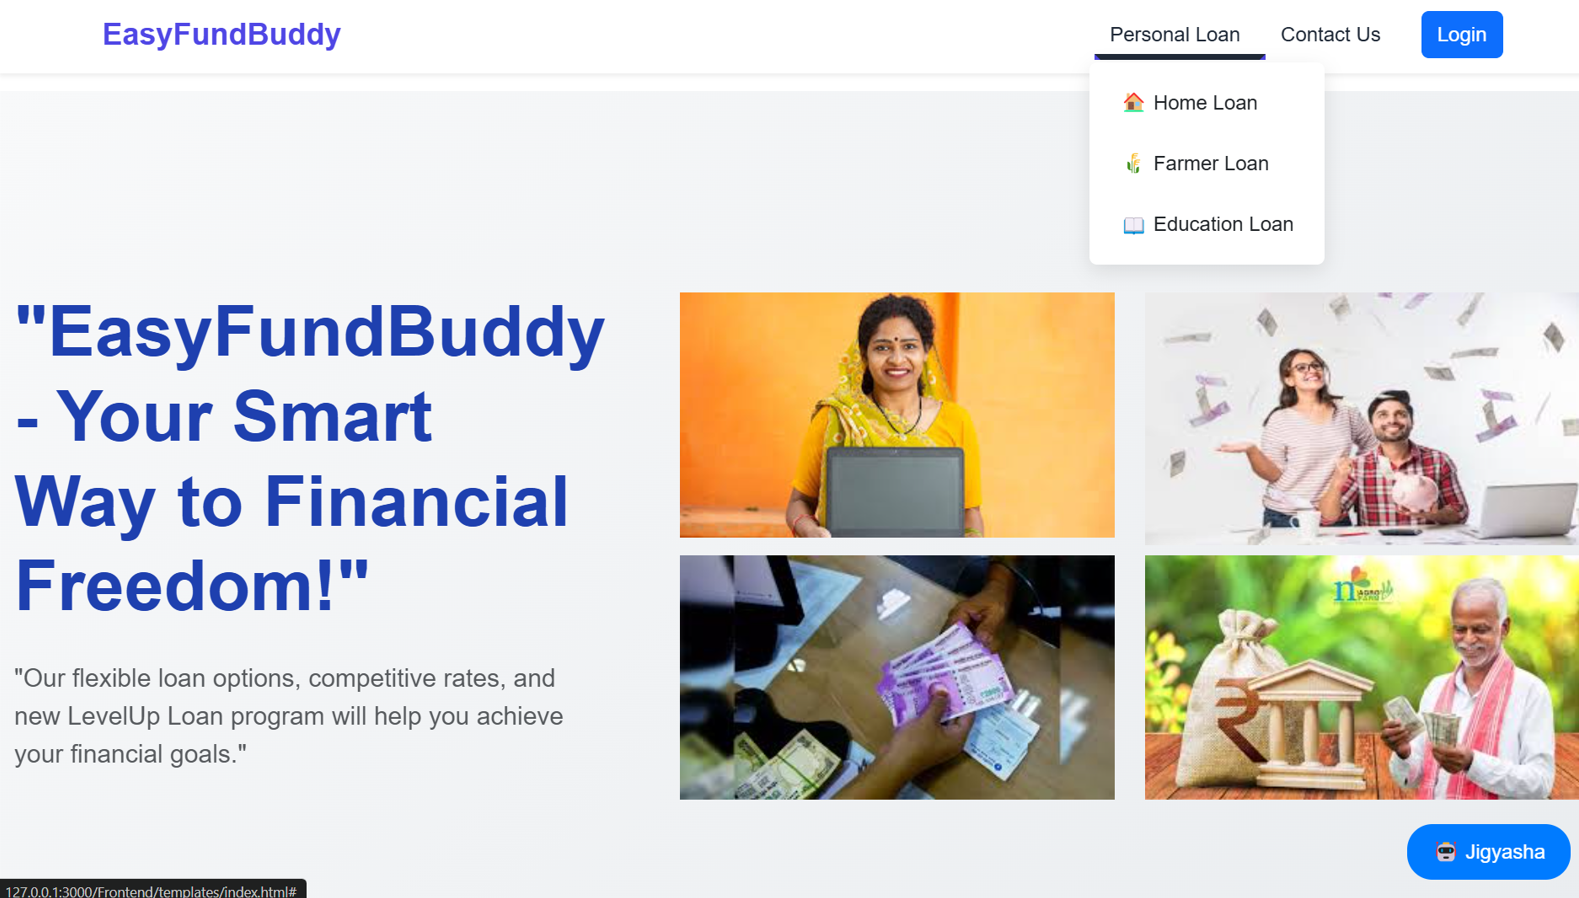 EasyFundBuddy
Personal Loan
Contact Us
Login
Home Loan
Farmer Loan
Education Loan
"EasyFundBuddy
- Your Smart
Way to Financial
Freedom!"
"Our flexible loan options, competitive rates, and
new LevelUp Loan program will help you achieve
your financial goals."
n AGRO
FARM
₹
Jigyasha
127.0.0.1:3000/Frontend/templates/index.html#